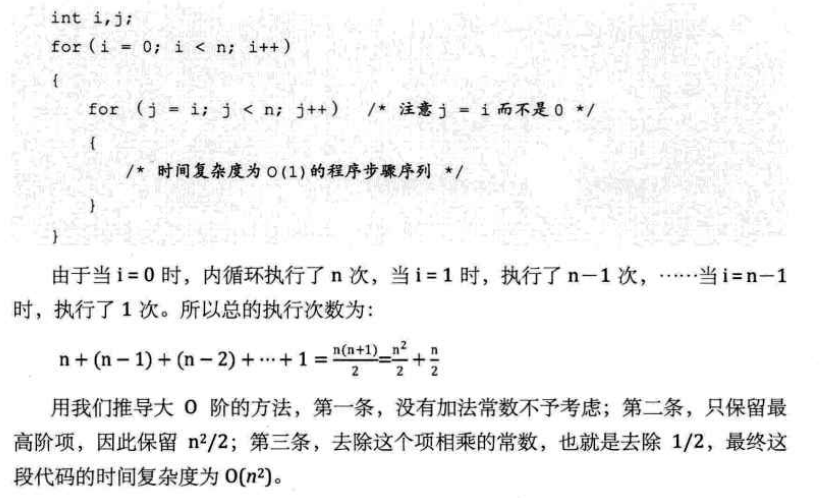 int i,j;
for(i = 0; i < n; i++)
{
for (j = i; j < n; j++) /* 注意 j = i 而不是 0 */
{
/* 时间复杂度为 O(1)的程序步骤序列 */
}
}
由于当 i = 0 时，内循环执行了 n 次，当 i = 1 时，执行了 n－1 次，……当 i=n－1
时，执行了 1 次。所以总的执行次数为：
n + (n − 1) + (n − 2) + ⋯ + 1 = n(n+1)/2 = n²/2 + n/2
用我们推导大 O 阶的方法，第一条，没有加法常数不予考虑；第二条，只保留最
高阶项，因此保留 n²/2；第三条，去除这个项相乘的常数，也就是去除 1/2，最终这
段代码的时间复杂度为 O(n²)。